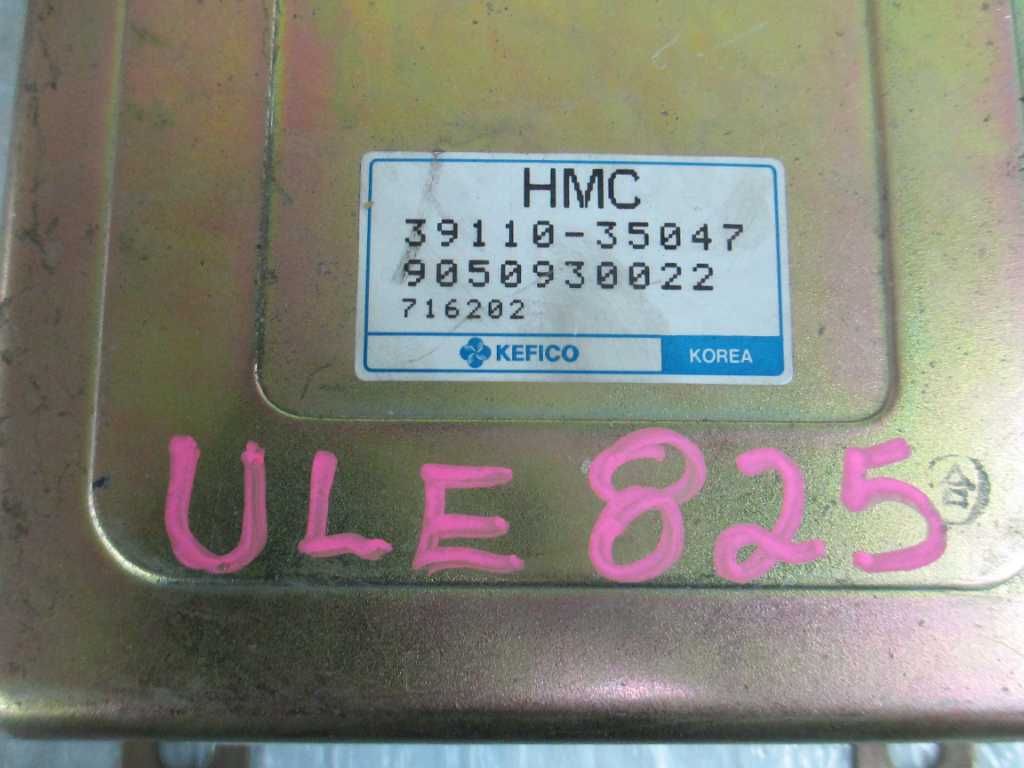 HMC
39110-35047
9050930022
716202
KEFICO
KOREA
ULE 825